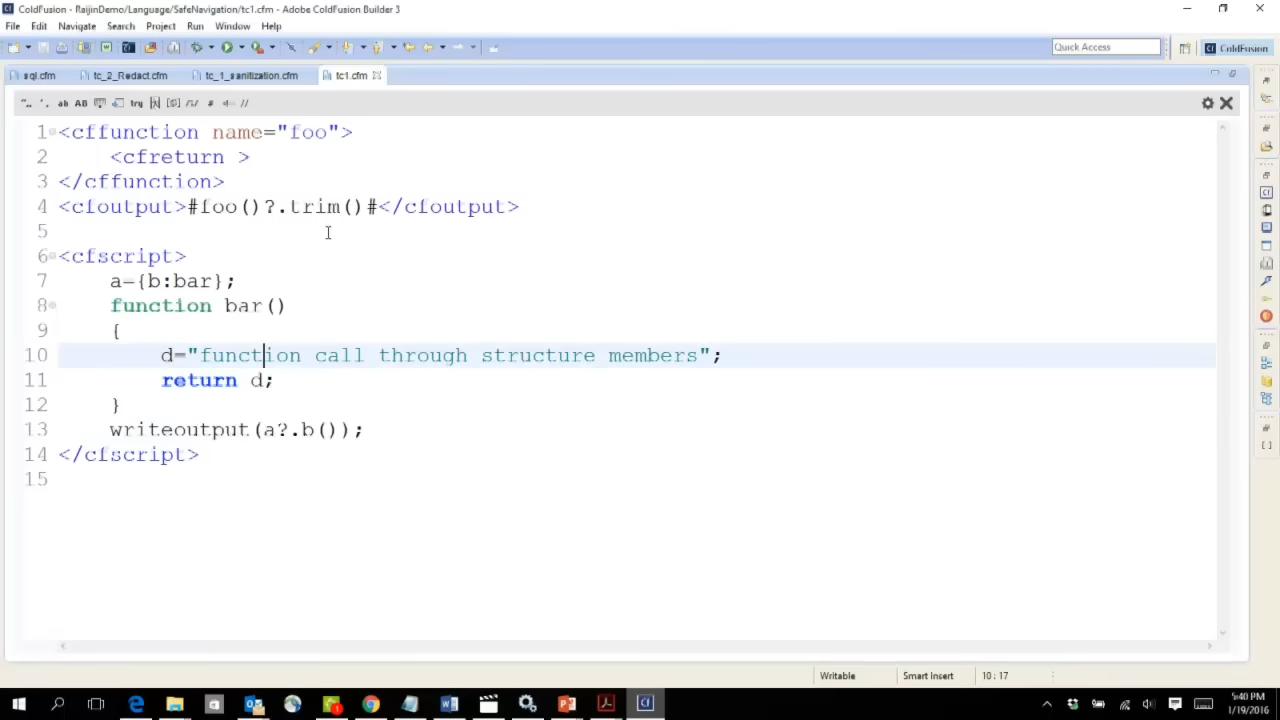 ColdFusion - RaijinDemo/Language/SafeNavigation/tc1.cfm - Adobe ColdFusion Builder 3
File Edit Navigate Search Project Run Window Help
Quick Access
ColdFusion
sql.cfm tc_2_Redact.cfm tc_1_sanitization.cfm tc1.cfm
ab AB try # //
1 <cffunction name="foo">
2 <cfreturn >
3 </cffunction>
4 <cfoutput>#foo()?.trim()#</cfoutput>
5
6 <cfscript>
7 a={b:bar};
8 function bar()
9 {
10 d="function call through structure members";
11 return d;
12 }
13 writeoutput(a?.b());
14 </cfscript>
15
Writable Smart Insert 10 : 17
5:40 PM
1/19/2016